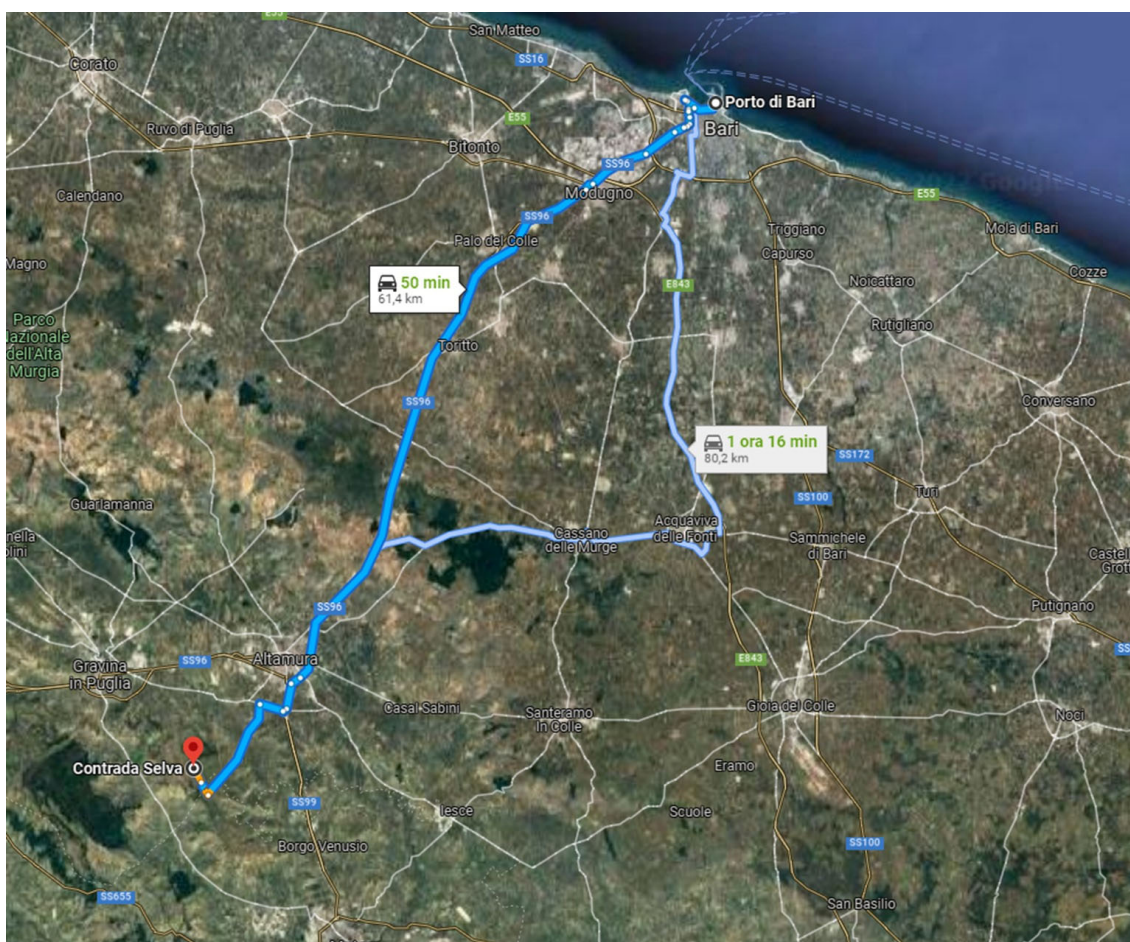 E55
San Matteo
SS16
Corato
Porto di Bari
Bari
E55
Ruvo di Puglia
Bitonto
SS96
Modugno
Calendano
E55
SS96
Mola di Bari
Triggiano
Palo del Colle
Capurso
Magno
Cozze
50 min
61,4 km
Noicattaro
E843
Parco
Nazionale
dell'Alta
Murgia
Rutigliano
Toritto
SS96
Conversano
1 ora 16 min
80,2 km
SS172
Turi
SS100
Guarlamanna
Acquaviva
delle Fonti
Cassano
delle Murge
Sammichele
di Bari
Castell
Grott
SS96
Putignano
SS96
Altamura
E843
Gravina
in Puglia
Casal Sabini
Santeramo
In Colle
Gioia del Colle
Noci
Contrada Selva
Eramo
SS99
Iesce
Scuole
Borgo Venusio
SS100
SS655
San Basilio